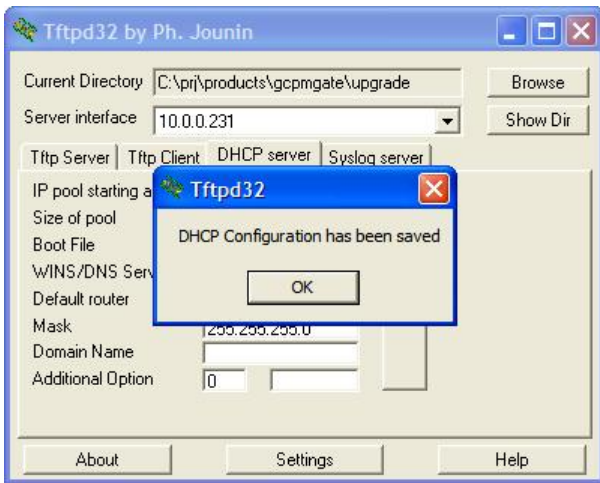 Tftpd32 by Ph. Jounin
Current Directory C:\prj\products\gcpmgate\upgrade Browse
Server interface 10.0.0.231 Show Dir
Tftp Server Tftp Client DHCP server Syslog server
IP pool starting
Size of pool
Boot File
WINS/DNS
Default router
Mask 255.255.255.0
Domain Name
Additional Option 0
Tftpd32
DHCP Configuration has been saved
OK
About Settings Help